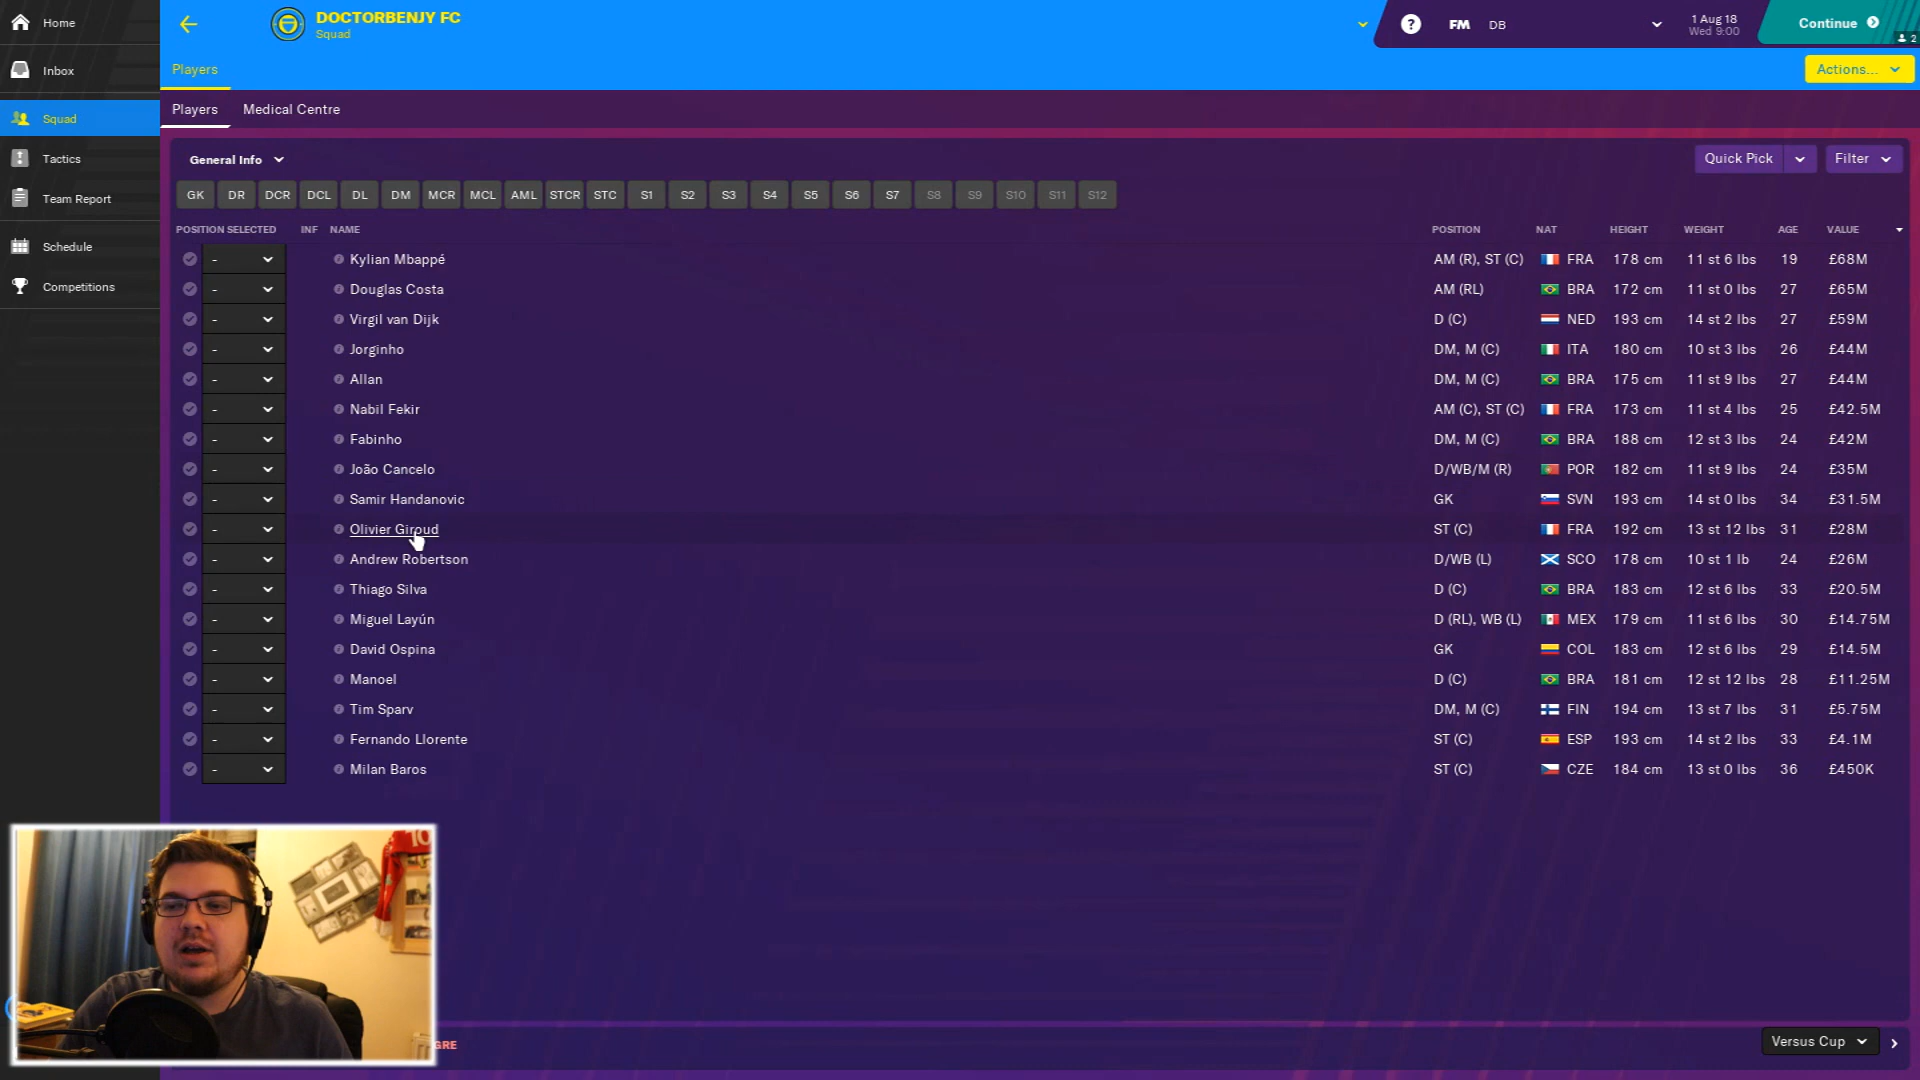 Home
Inbox
Squad
Tactics
Team Report
Schedule
Competitions
DOCTORBENJY FC
Squad
? FM DB
1 Aug 18
Wed 9:00
Continue
2
Players
Actions...
Players Medical Centre
General Info
Quick Pick Filter
GK DR DCR DCL DL DM MCR MCL AML STCR STC S1 S2 S3 S4 S5 S6 S7 S8 S9 S10 S11 S12
POSITION SELECTED INF NAME POSITION NAT HEIGHT WEIGHT AGE VALUE
- Kylian Mbappé AM (R), ST (C) FRA 178 cm 11 st 6 lbs 19 £68M
- Douglas Costa AM (RL) BRA 172 cm 11 st 0 lbs 27 £65M
- Virgil van Dijk D (C) NED 193 cm 14 st 2 lbs 27 £59M
- Jorginho DM, M (C) ITA 180 cm 10 st 3 lbs 26 £44M
- Allan DM, M (C) BRA 175 cm 11 st 9 lbs 27 £44M
- Nabil Fekir AM (C), ST (C) FRA 173 cm 11 st 4 lbs 25 £42.5M
- Fabinho DM, M (C) BRA 188 cm 12 st 3 lbs 24 £42M
- João Cancelo D/WB/M (R) POR 182 cm 11 st 9 lbs 24 £35M
- Samir Handanovic GK SVN 193 cm 14 st 0 lbs 34 £31.5M
- Olivier Giroud ST (C) FRA 192 cm 13 st 12 lbs 31 £28M
- Andrew Robertson D/WB (L) SCO 178 cm 10 st 1 lb 24 £26M
- Thiago Silva D (C) BRA 183 cm 12 st 6 lbs 33 £20.5M
- Miguel Layún D (RL), WB (L) MEX 179 cm 11 st 6 lbs 30 £14.75M
- David Ospina GK COL 183 cm 12 st 6 lbs 29 £14.5M
- Manoel D (C) BRA 181 cm 12 st 12 lbs 28 £11.25M
- Tim Sparv DM, M (C) FIN 194 cm 13 st 7 lbs 31 £5.75M
- Fernando Llorente ST (C) ESP 193 cm 14 st 2 lbs 33 £4.1M
- Milan Baros ST (C) CZE 184 cm 13 st 0 lbs 36 £450K
GRE
Versus Cup